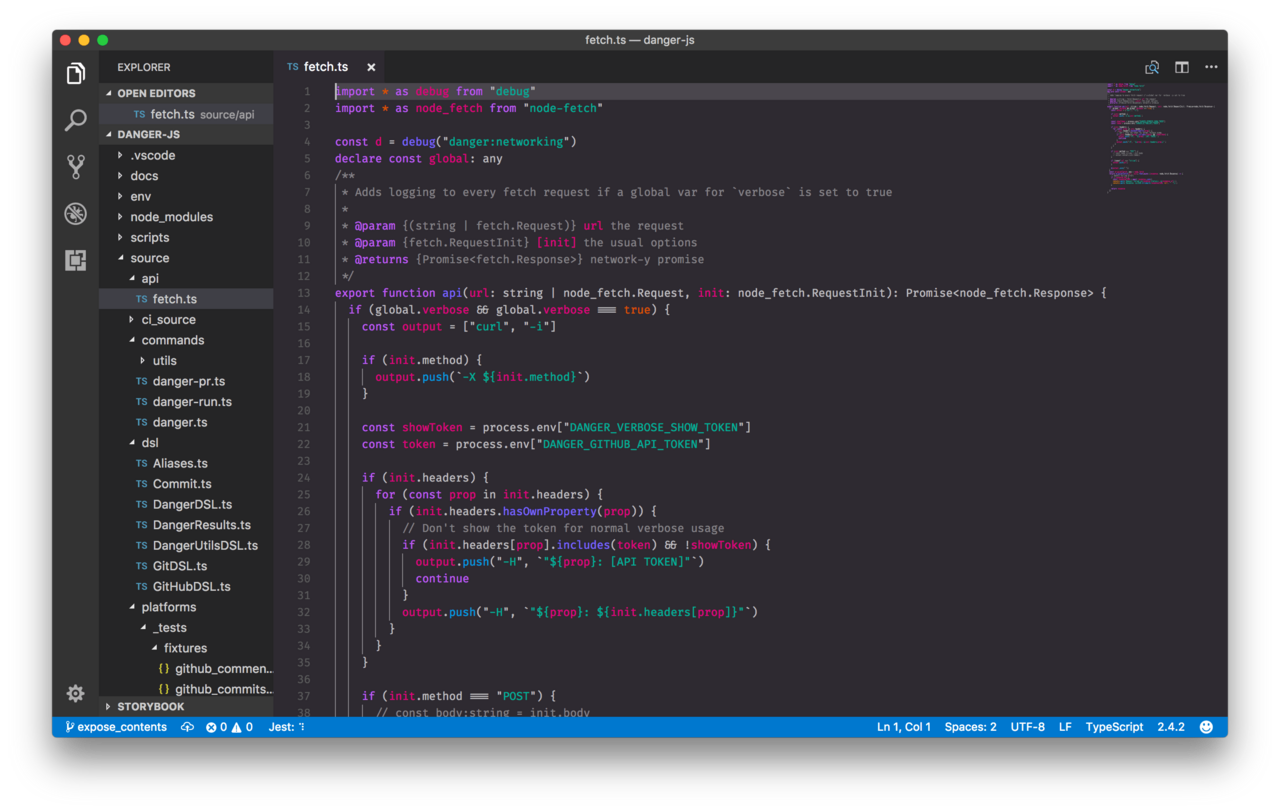 fetch.ts — danger-js
EXPLORER
OPEN EDITORS
TS fetch.ts source/api
DANGER-JS
.vscode
docs
env
node_modules
scripts
source
api
TS fetch.ts
ci_source
commands
utils
TS danger-pr.ts
TS danger-run.ts
TS danger.ts
dsl
TS Aliases.ts
TS Commit.ts
TS DangerDSL.ts
TS DangerResults.ts
TS DangerUtilsDSL.ts
TS GitDSL.ts
TS GitHubDSL.ts
platforms
_tests
fixtures
{} github_commen...
{} github_commits...
STORYBOOK
TS fetch.ts ×
1 import * as debug from "debug"
2 import * as node_fetch from "node-fetch"
3
4 const d = debug("danger:networking")
5 declare const global: any
6 /**
7 * Adds logging to every fetch request if a global var for `verbose` is set to true
8 *
9 * @param {(string | fetch.Request)} url the request
10 * @param {fetch.RequestInit} [init] the usual options
11 * @returns {Promise<fetch.Response>} network-y promise
12 */
13 export function api(url: string | node_fetch.Request, init: node_fetch.RequestInit): Promise<node_fetch.Response> {
14 if (global.verbose && global.verbose === true) {
15 const output = ["curl", "-i"]
16
17 if (init.method) {
18 output.push(`-X ${init.method}`)
19 }
20
21 const showToken = process.env["DANGER_VERBOSE_SHOW_TOKEN"]
22 const token = process.env["DANGER_GITHUB_API_TOKEN"]
23
24 if (init.headers) {
25 for (const prop in init.headers) {
26 if (init.headers.hasOwnProperty(prop)) {
27 // Don't show the token for normal verbose usage
28 if (init.headers[prop].includes(token) && !showToken) {
29 output.push("-H", `"${prop}: [API TOKEN]"`)
30 continue
31 }
32 output.push("-H", `"${prop}: ${init.headers[prop]}"`)
33 }
34 }
35 }
36
37 if (init.method === "POST") {
38 // const body:string = init.body
expose_contents 0 0 Jest: Ln 1, Col 1 Spaces: 2 UTF-8 LF TypeScript 2.4.2